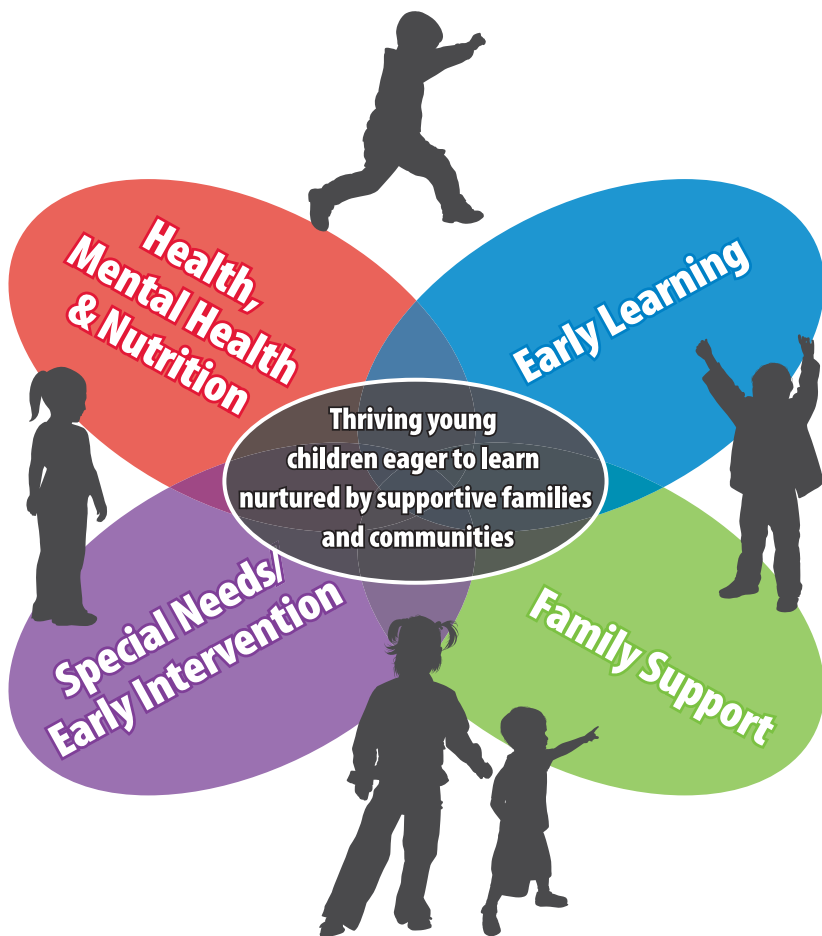 Health,
Mental Health
& Nutrition
Early Learning
Thriving young
children eager to learn
nurtured by supportive families
and communities
Special Needs/
Early Intervention
Family Support